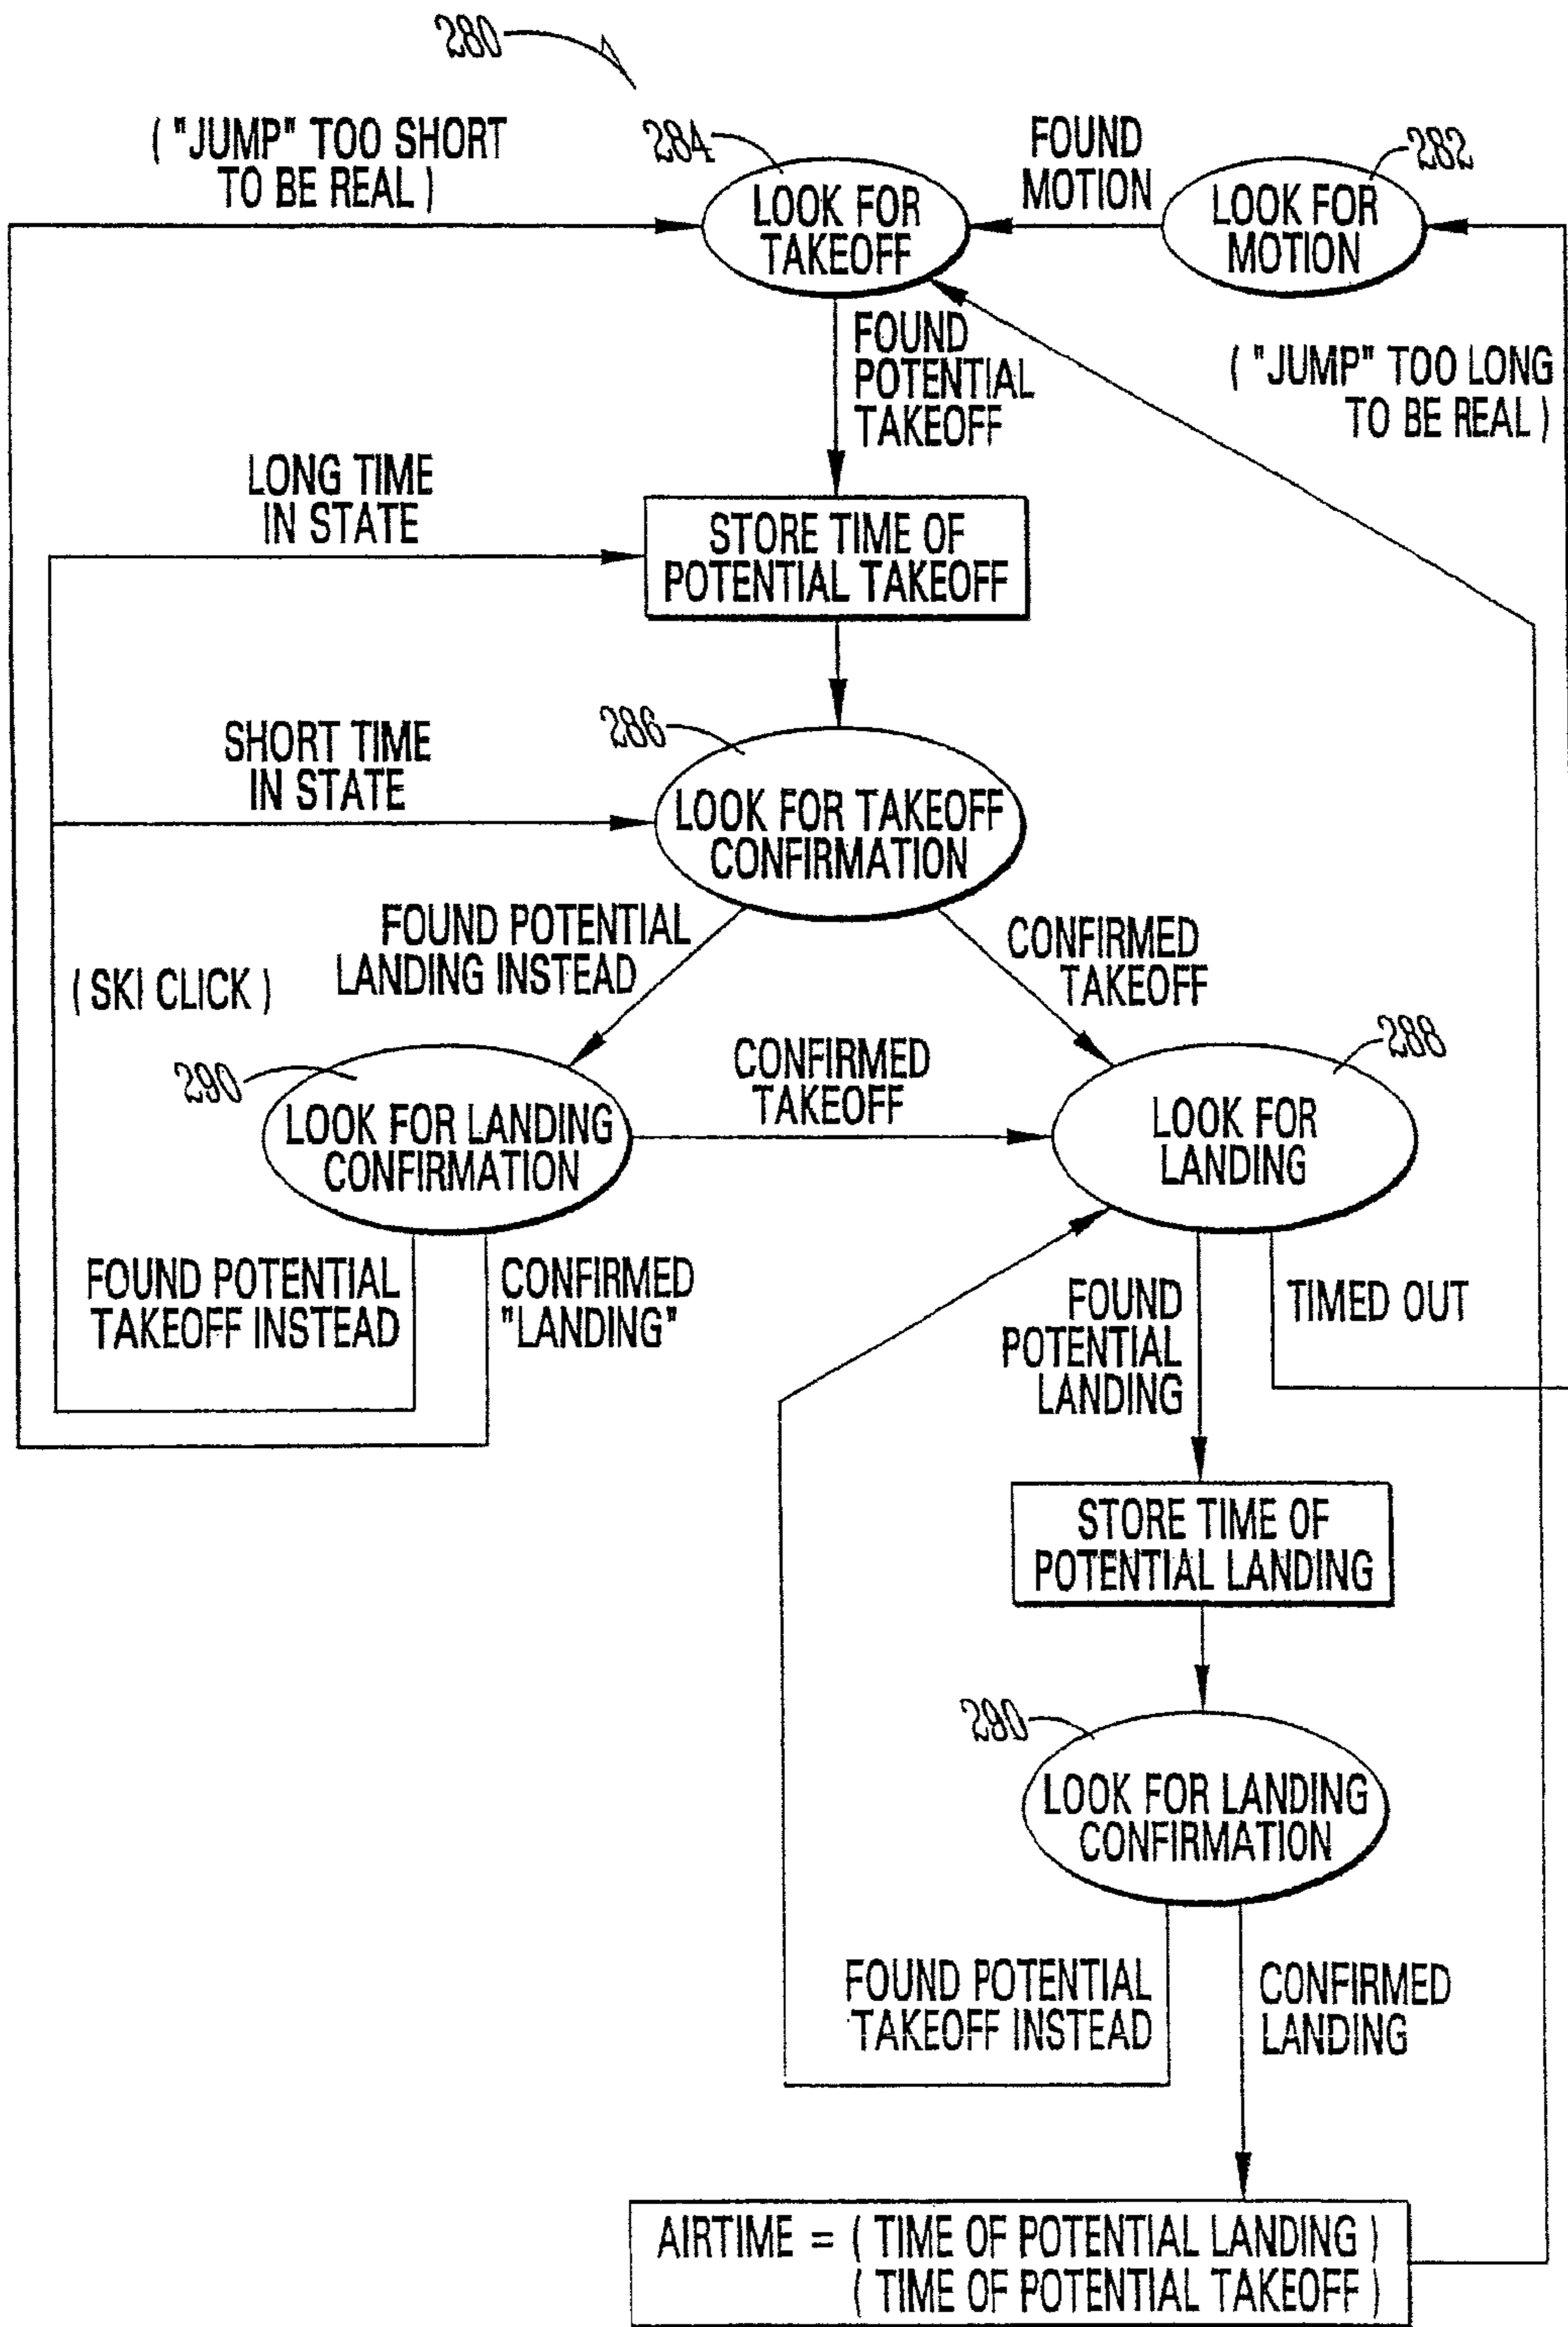 280
( "JUMP" TOO SHORT
TO BE REAL )
284
LOOK FOR
TAKEOFF
FOUND
MOTION
282
LOOK FOR
MOTION
FOUND
POTENTIAL
TAKEOFF
( "JUMP" TOO LONG
TO BE REAL )
LONG TIME
IN STATE
STORE TIME OF
POTENTIAL TAKEOFF
SHORT TIME
IN STATE
286
LOOK FOR TAKEOFF
CONFIRMATION
FOUND POTENTIAL
LANDING INSTEAD
CONFIRMED
TAKEOFF
( SKI CLICK )
290
LOOK FOR LANDING
CONFIRMATION
CONFIRMED
TAKEOFF
288
LOOK FOR
LANDING
FOUND POTENTIAL
TAKEOFF INSTEAD
CONFIRMED
"LANDING"
FOUND
POTENTIAL
LANDING
TIMED OUT
STORE TIME OF
POTENTIAL LANDING
290
LOOK FOR LANDING
CONFIRMATION
FOUND POTENTIAL
TAKEOFF INSTEAD
CONFIRMED
LANDING
AIRTIME = ( TIME OF POTENTIAL LANDING )
( TIME OF POTENTIAL TAKEOFF )